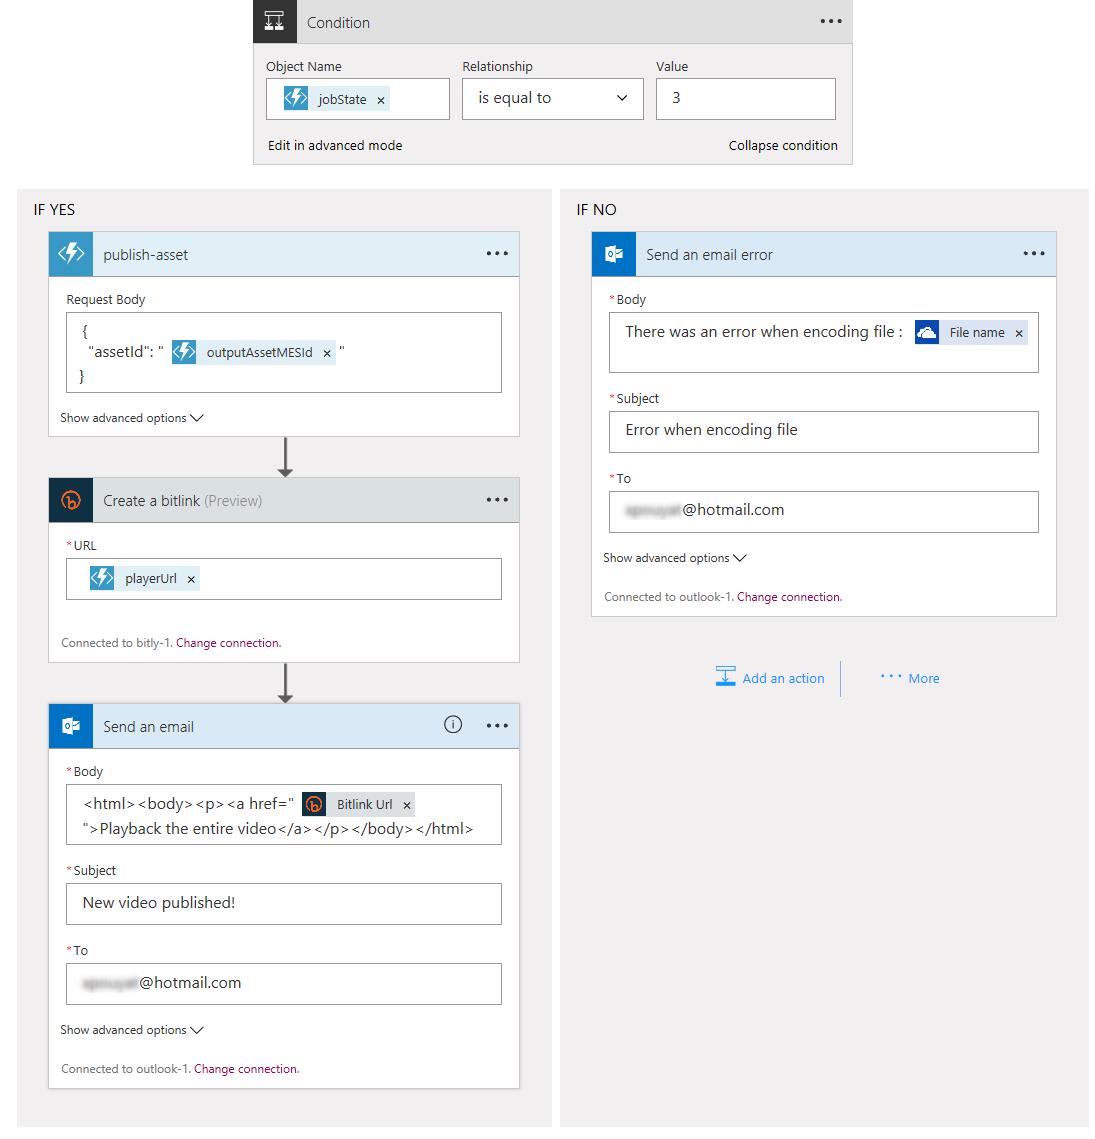 Condition
Object Name
Relationship
Value
jobState ×
is equal to
3
Edit in advanced mode
Collapse condition
IF YES
publish-asset
Request Body
{
"assetId": " outputAssetMESId × "
}
Show advanced options
Create a bitlink (Preview)
*URL
playerUrl ×
Connected to bitly-1. Change connection.
Send an email
*Body
<html><body><p><a href=" Bitlink Url ×
">Playback the entire video</a></p></body></html>
*Subject
New video published!
*To
@hotmail.com
Show advanced options
Connected to outlook-1. Change connection.
IF NO
Send an email error
*Body
There was an error when encoding file : File name ×
*Subject
Error when encoding file
*To
@hotmail.com
Show advanced options
Connected to outlook-1. Change connection.
Add an action
More